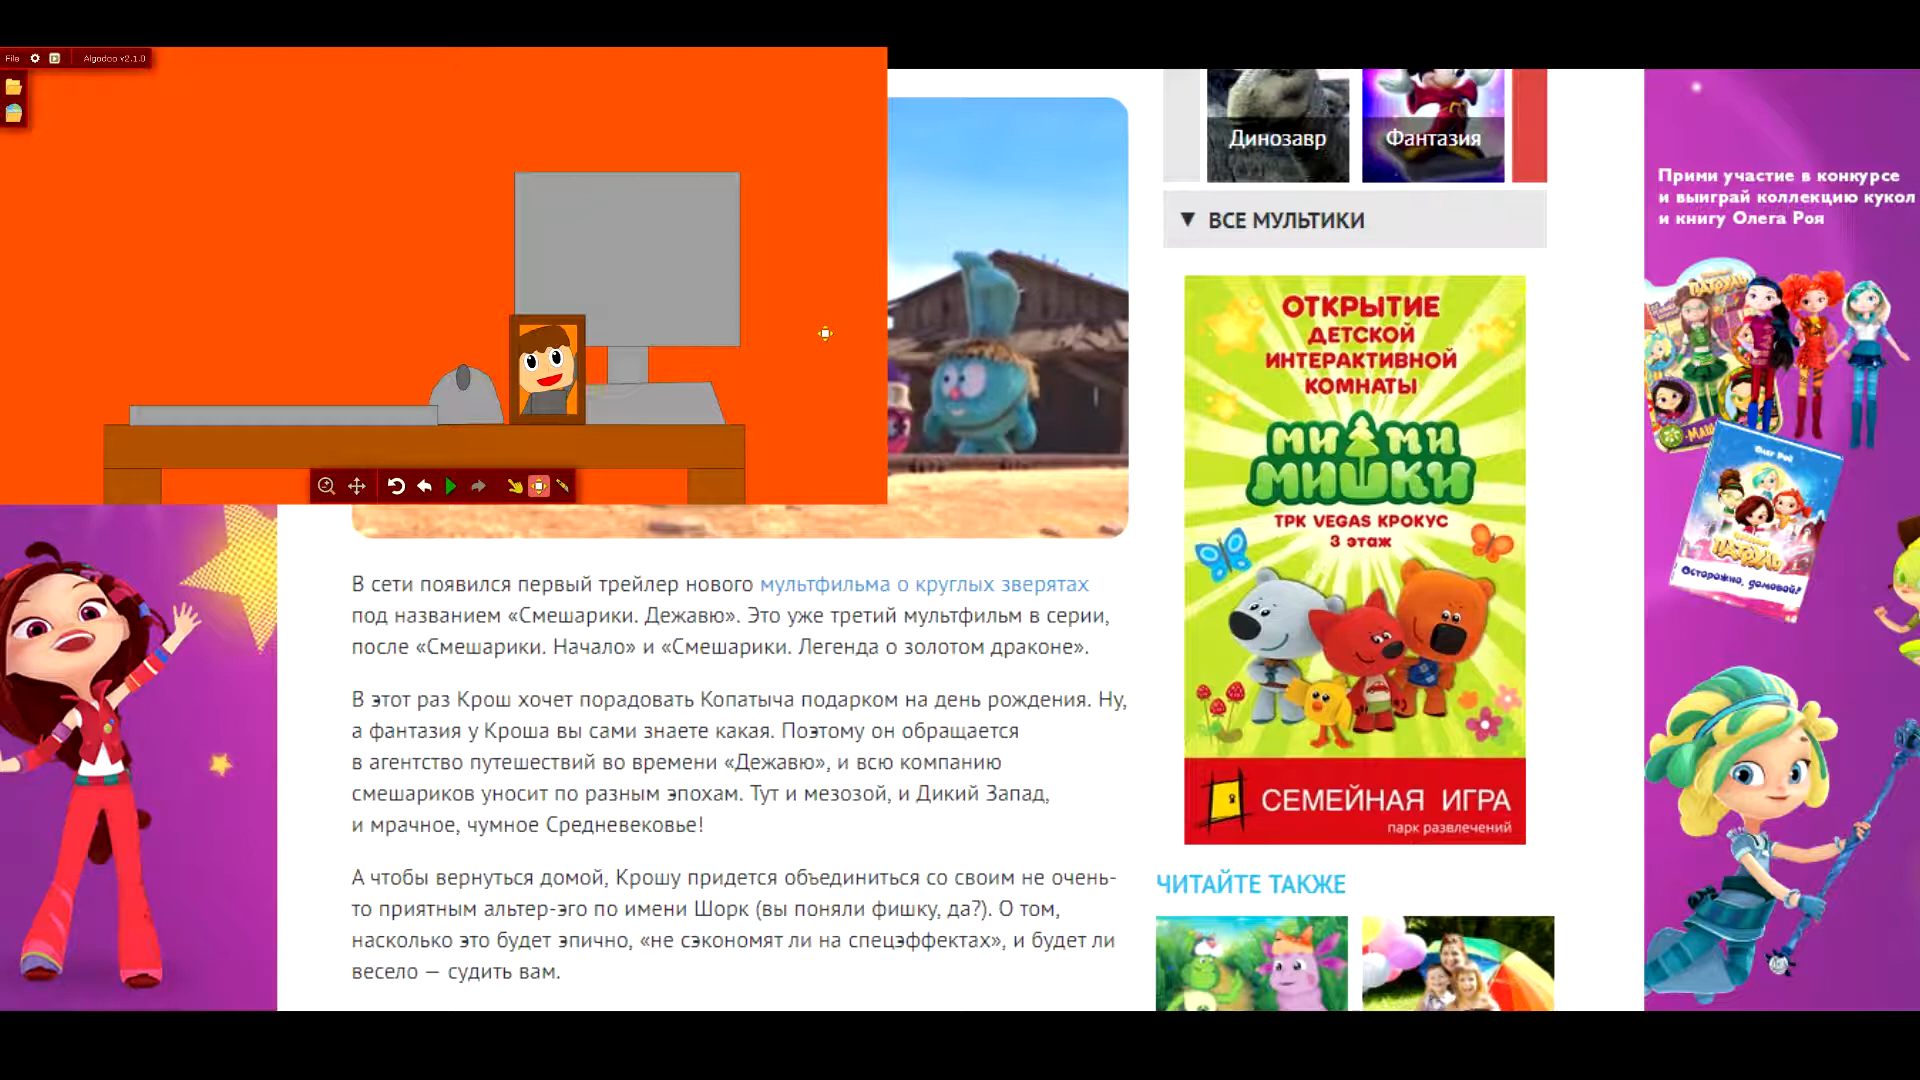 File
Algodoo v2.1.0
Динозавр
Фантазия
▼ ВСЕ МУЛЬТИКИ
Прими участие в конкурсе
и выиграй коллекцию кукол
и книгу Олега Роя
ОТКРЫТИЕ
ДЕТСКОЙ
ИНТЕРАКТИВНОЙ
КОМНАТЫ
МИ МИ
МИШКИ
ТРК VEGAS КРОКУС
3 этаж
СЕМЕЙНАЯ ИГРА
парк развлечений
Олег Рой
ПАТРУЛЬ
Осторожно, домовой!
В сети появился первый трейлер нового мультфильма о круглых зверятах
под названием «Смешарики. Дежавю». Это уже третий мультфильм в серии,
после «Смешарики. Начало» и «Смешарики. Легенда о золотом драконе».
В этот раз Крош хочет порадовать Копатыча подарком на день рождения. Ну,
а фантазия у Кроша вы сами знаете какая. Поэтому он обращается
в агентство путешествий во времени «Дежавю», и всю компанию
смешариков уносит по разным эпохам. Тут и мезозой, и Дикий Запад,
и мрачное, чумное Средневековье!
А чтобы вернуться домой, Крошу придется объединиться со своим не очень-
то приятным альтер-эго по имени Шорк (вы поняли фишку, да?). О том,
насколько это будет эпично, «не сэкономят ли на спецэффектах», и будет ли
весело — судить вам.
ЧИТАЙТЕ ТАКЖЕ